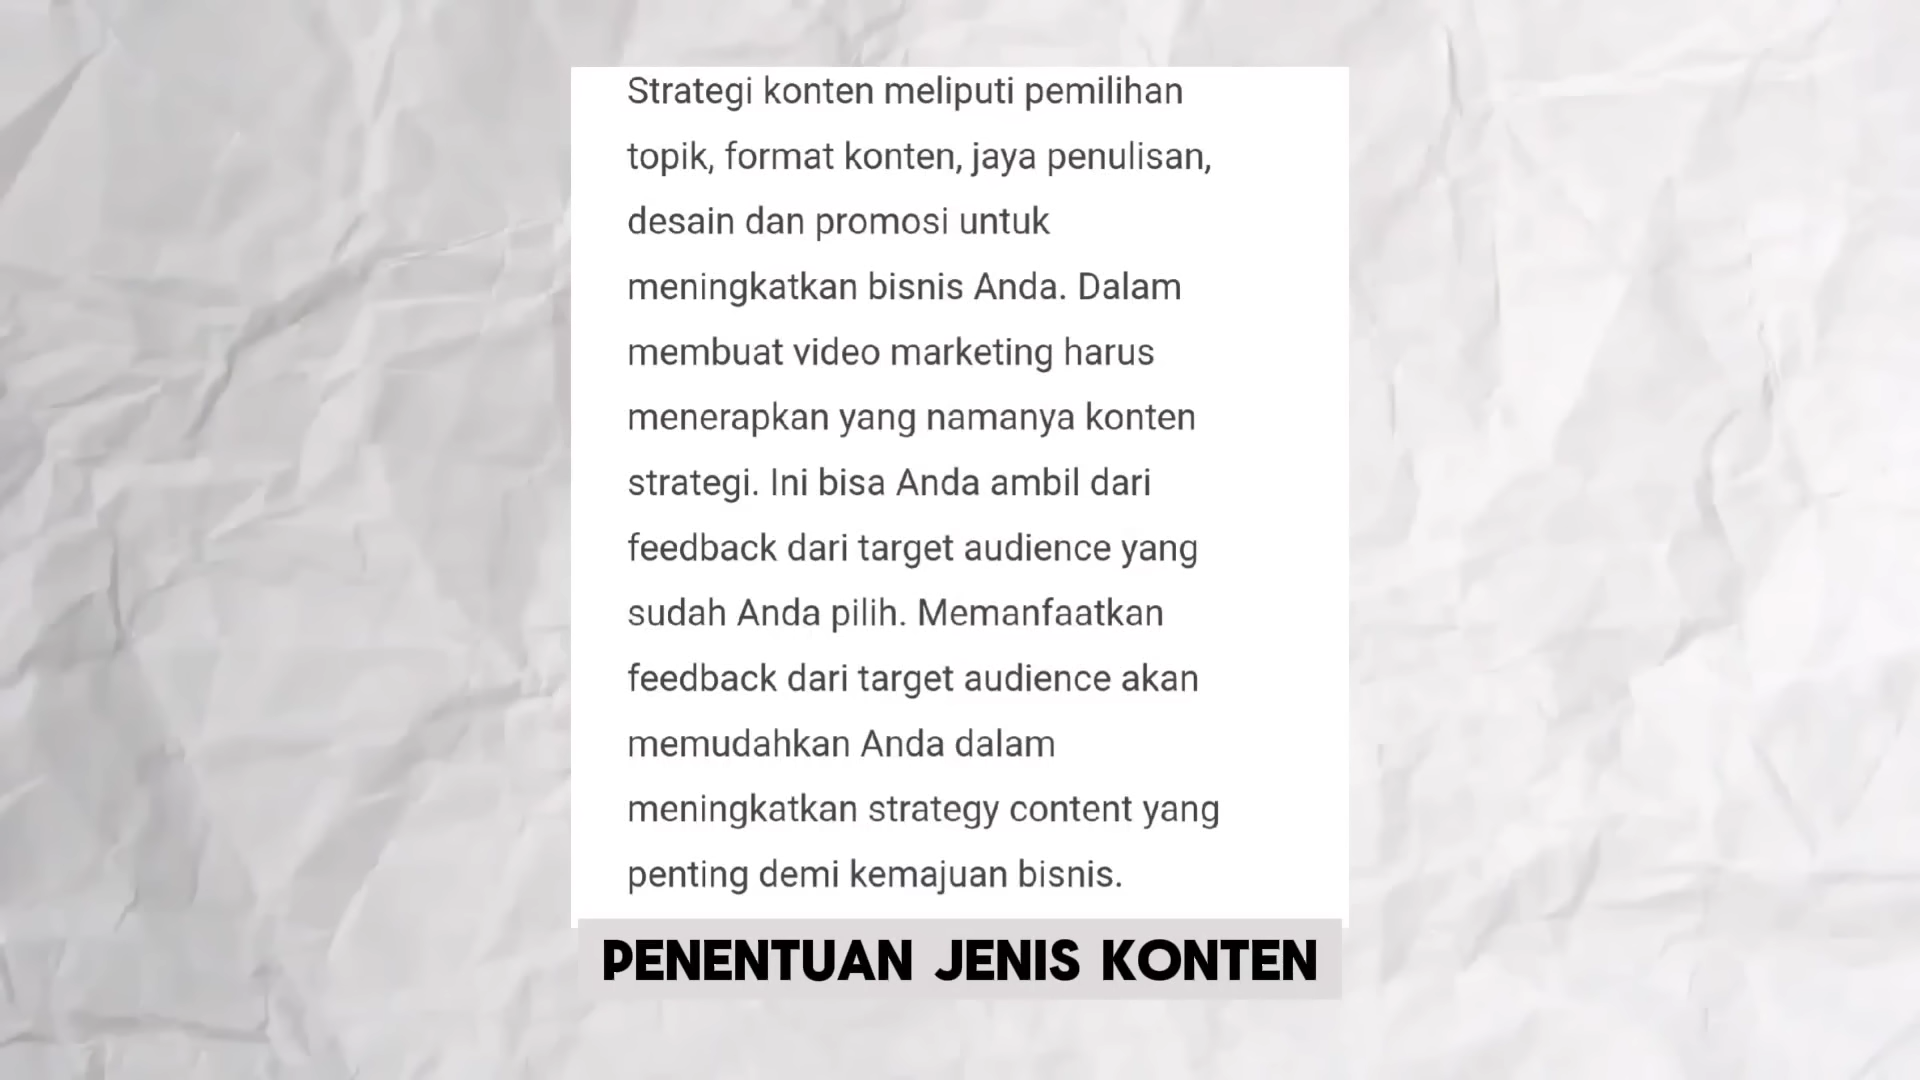 Strategi konten meliputi pemilihan
topik, format konten, jaya penulisan,
desain dan promosi untuk
meningkatkan bisnis Anda. Dalam
membuat video marketing harus
menerapkan yang namanya konten
strategi. Ini bisa Anda ambil dari
feedback dari target audience yang
sudah Anda pilih. Memanfaatkan
feedback dari target audience akan
memudahkan Anda dalam
meningkatkan strategy content yang
penting demi kemajuan bisnis.
PENENTUAN JENIS KONTEN